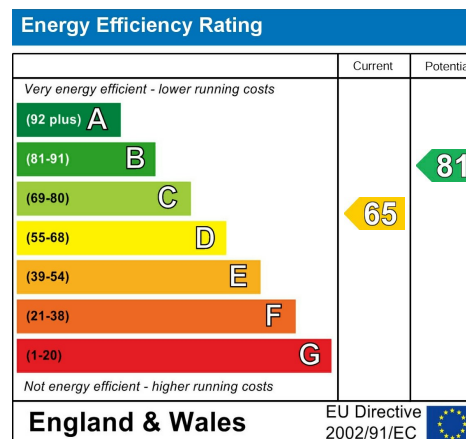 Energy Efficiency Rating
Current Potentia
Very energy efficient - lower running costs
(92 plus) A
(81-91) B
81
(69-80) C
65
(55-68) D
(39-54) E
(21-38) F
(1-20) G
Not energy efficient - higher running costs
England & Wales
EU Directive
2002/91/EC